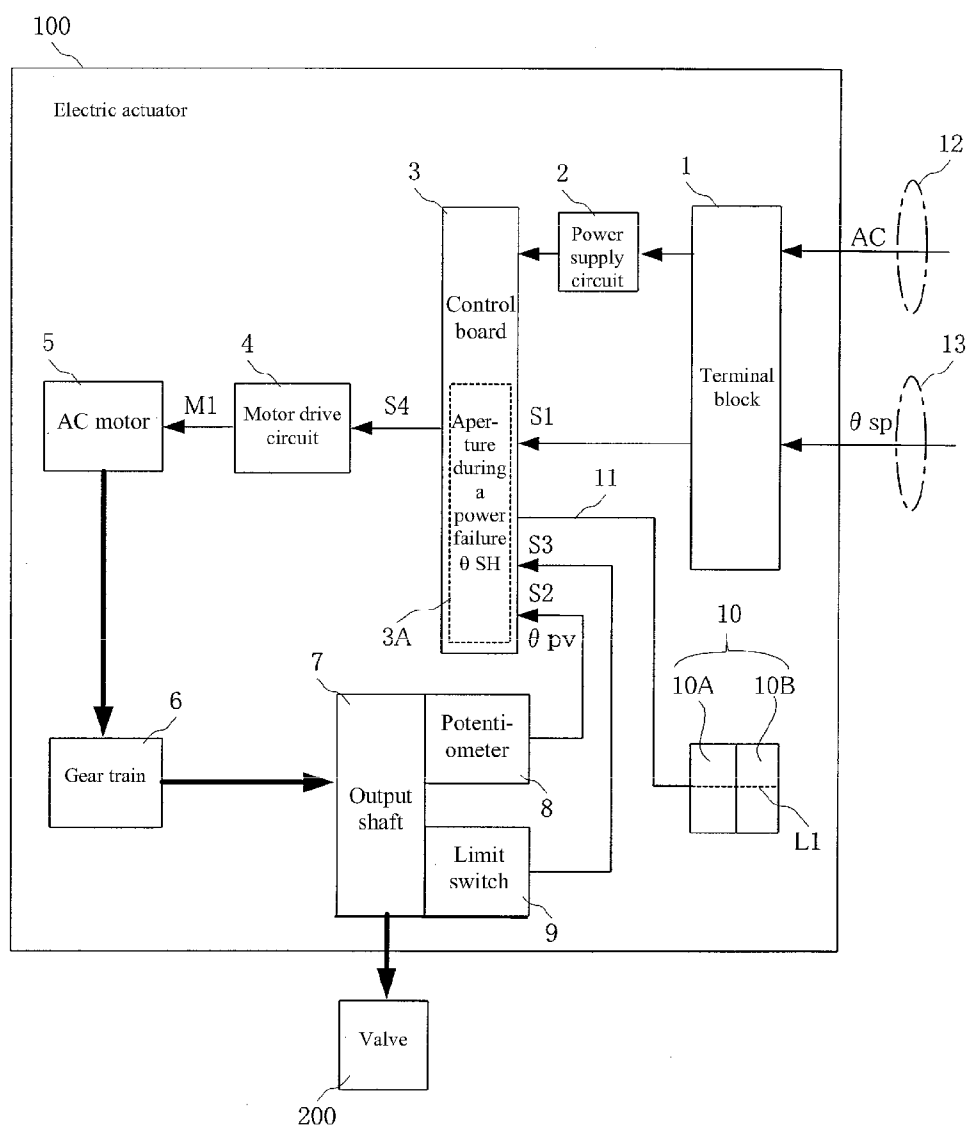 100
Electric actuator
12
3
2
1
AC
Power
supply
circuit
Control
board
13
5
4
Terminal
block
θ sp
AC motor
M1
Motor drive
circuit
S4
Aper-
ture
during
a
power
failure
θ SH
S1
11
S3
S2
3A
θ pv
10
10A
10B
7
6
Potenti-
ometer
Gear train
8
Output
shaft
L1
Limit
switch
9
Valve
200